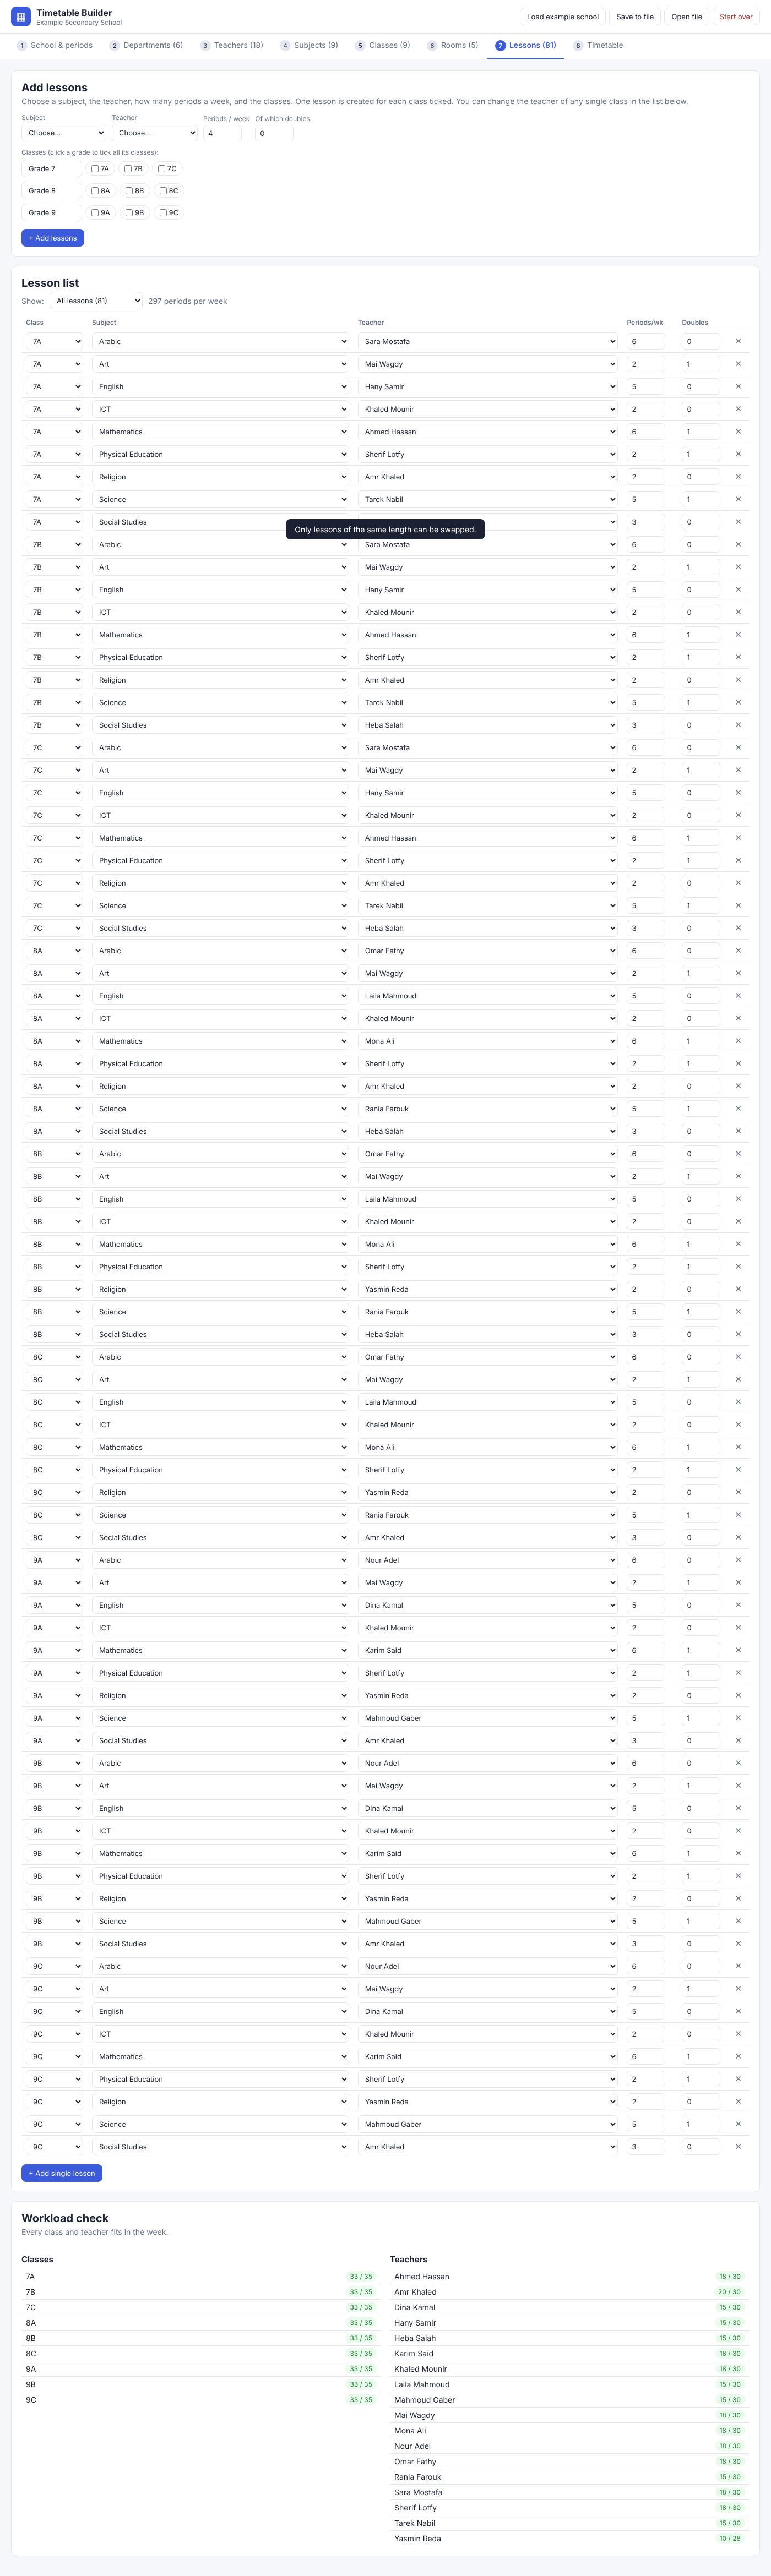 Timetable Builder
Example Secondary School
Load example school Save to file Open file Start over
1 School & periods 2 Departments (6) 3 Teachers (18) 4 Subjects (9) 5 Classes (9) 6 Rooms (5) 7 Lessons (81) 8 Timetable
Add lessons
Choose a subject, the teacher, how many periods a week, and the classes. One lesson is created for each class ticked. You can change the teacher of any single class in the list below.
Subject Teacher Periods / week Of which doubles
Choose... Choose... 4 0
Classes (click a grade to tick all its classes):
Grade 7 7A 7B 7C
Grade 8 8A 8B 8C
Grade 9 9A 9B 9C
+ Add lessons
Lesson list
Show: All lessons (81) 297 periods per week
Class Subject Teacher Periods/wk Doubles
7A Arabic Sara Mostafa 6 0 ×
7A Art Mai Wagdy 2 1 ×
7A English Hany Samir 5 0 ×
7A ICT Khaled Mounir 2 0 ×
7A Mathematics Ahmed Hassan 6 1 ×
7A Physical Education Sherif Lotfy 2 1 ×
7A Religion Amr Khaled 2 0 ×
7A Science Tarek Nabil 5 1 ×
7A Social Studies 3 0 ×
Only lessons of the same length can be swapped.
7B Arabic Sara Mostafa 6 0 ×
7B Art Mai Wagdy 2 1 ×
7B English Hany Samir 5 0 ×
7B ICT Khaled Mounir 2 0 ×
7B Mathematics Ahmed Hassan 6 1 ×
7B Physical Education Sherif Lotfy 2 1 ×
7B Religion Amr Khaled 2 0 ×
7B Science Tarek Nabil 5 1 ×
7B Social Studies Heba Salah 3 0 ×
7C Arabic Sara Mostafa 6 0 ×
7C Art Mai Wagdy 2 1 ×
7C English Hany Samir 5 0 ×
7C ICT Khaled Mounir 2 0 ×
7C Mathematics Ahmed Hassan 6 1 ×
7C Physical Education Sherif Lotfy 2 1 ×
7C Religion Amr Khaled 2 0 ×
7C Science Tarek Nabil 5 1 ×
7C Social Studies Heba Salah 3 0 ×
8A Arabic Omar Fathy 6 0 ×
8A Art Mai Wagdy 2 1 ×
8A English Laila Mahmoud 5 0 ×
8A ICT Khaled Mounir 2 0 ×
8A Mathematics Mona Ali 6 1 ×
8A Physical Education Sherif Lotfy 2 1 ×
8A Religion Amr Khaled 2 0 ×
8A Science Rania Farouk 5 1 ×
8A Social Studies Heba Salah 3 0 ×
8B Arabic Omar Fathy 6 0 ×
8B Art Mai Wagdy 2 1 ×
8B English Laila Mahmoud 5 0 ×
8B ICT Khaled Mounir 2 0 ×
8B Mathematics Mona Ali 6 1 ×
8B Physical Education Sherif Lotfy 2 1 ×
8B Religion Yasmin Reda 2 0 ×
8B Science Rania Farouk 5 1 ×
8B Social Studies Heba Salah 3 0 ×
8C Arabic Omar Fathy 6 0 ×
8C Art Mai Wagdy 2 1 ×
8C English Laila Mahmoud 5 0 ×
8C ICT Khaled Mounir 2 0 ×
8C Mathematics Mona Ali 6 1 ×
8C Physical Education Sherif Lotfy 2 1 ×
8C Religion Yasmin Reda 2 0 ×
8C Science Rania Farouk 5 1 ×
8C Social Studies Amr Khaled 3 0 ×
9A Arabic Nour Adel 6 0 ×
9A Art Mai Wagdy 2 1 ×
9A English Dina Kamal 5 0 ×
9A ICT Khaled Mounir 2 0 ×
9A Mathematics Karim Said 6 1 ×
9A Physical Education Sherif Lotfy 2 1 ×
9A Religion Yasmin Reda 2 0 ×
9A Science Mahmoud Gaber 5 1 ×
9A Social Studies Amr Khaled 3 0 ×
9B Arabic Nour Adel 6 0 ×
9B Art Mai Wagdy 2 1 ×
9B English Dina Kamal 5 0 ×
9B ICT Khaled Mounir 2 0 ×
9B Mathematics Karim Said 6 1 ×
9B Physical Education Sherif Lotfy 2 1 ×
9B Religion Yasmin Reda 2 0 ×
9B Science Mahmoud Gaber 5 1 ×
9B Social Studies Amr Khaled 3 0 ×
9C Arabic Nour Adel 6 0 ×
9C Art Mai Wagdy 2 1 ×
9C English Dina Kamal 5 0 ×
9C ICT Khaled Mounir 2 0 ×
9C Mathematics Karim Said 6 1 ×
9C Physical Education Sherif Lotfy 2 1 ×
9C Religion Yasmin Reda 2 0 ×
9C Science Mahmoud Gaber 5 1 ×
9C Social Studies Amr Khaled 3 0 ×
+ Add single lesson
Workload check
Every class and teacher fits in the week.
Classes
7A 33 / 35
7B 33 / 35
7C 33 / 35
8A 33 / 35
8B 33 / 35
8C 33 / 35
9A 33 / 35
9B 33 / 35
9C 33 / 35
Teachers
Ahmed Hassan 18 / 30
Amr Khaled 20 / 30
Dina Kamal 15 / 30
Hany Samir 15 / 30
Heba Salah 15 / 30
Karim Said 18 / 30
Khaled Mounir 18 / 30
Laila Mahmoud 15 / 30
Mahmoud Gaber 15 / 30
Mai Wagdy 18 / 30
Mona Ali 18 / 30
Nour Adel 18 / 30
Omar Fathy 18 / 30
Rania Farouk 15 / 30
Sara Mostafa 18 / 30
Sherif Lotfy 18 / 30
Tarek Nabil 15 / 30
Yasmin Reda 10 / 28